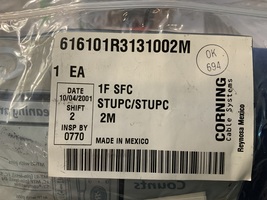 616101R3131002M
1 EA
OK
694
DATE
10/04/2001
SHIFT
2
INSP BY
0770
1F SFC
STUPC/STUPC
2M
MADE IN MEXICO
CORNING
Cable Systems
Reynosa Mexico